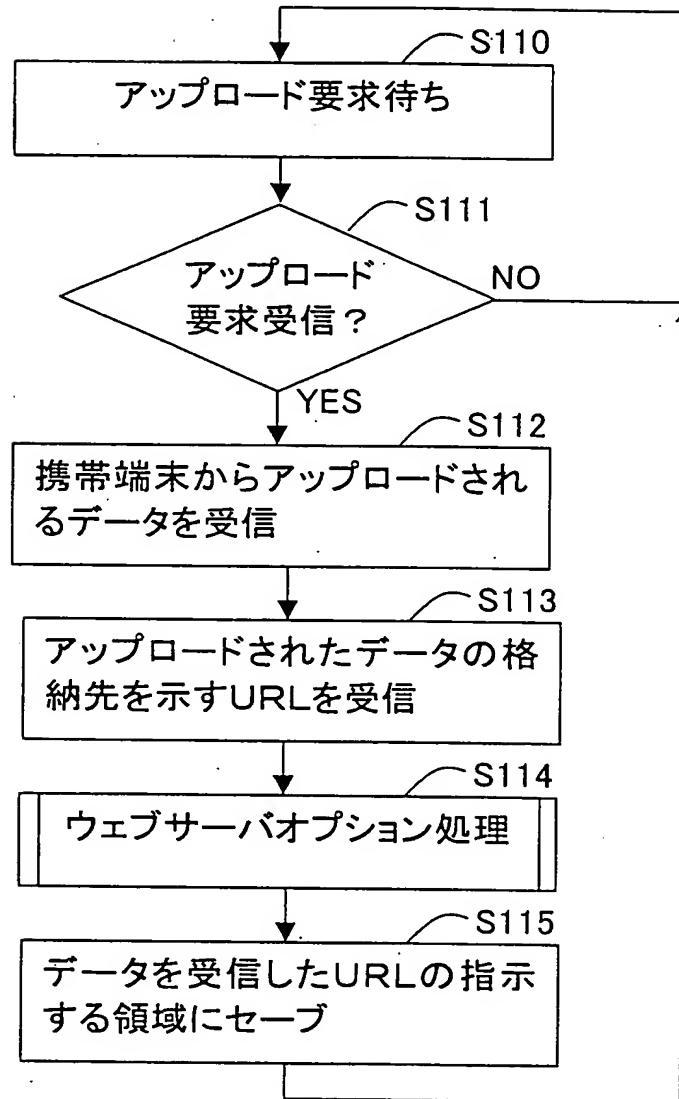 S110
アップロード要求待ち
S111
アップロード
要求受信？
NO
YES
S112
携帯端末からアップロードされ
るデータを受信
S113
アップロードされたデータの格
納先を示すURLを受信
S114
ウェブサーバオプション処理
S115
データを受信したURLの指示
する領域にセーブ